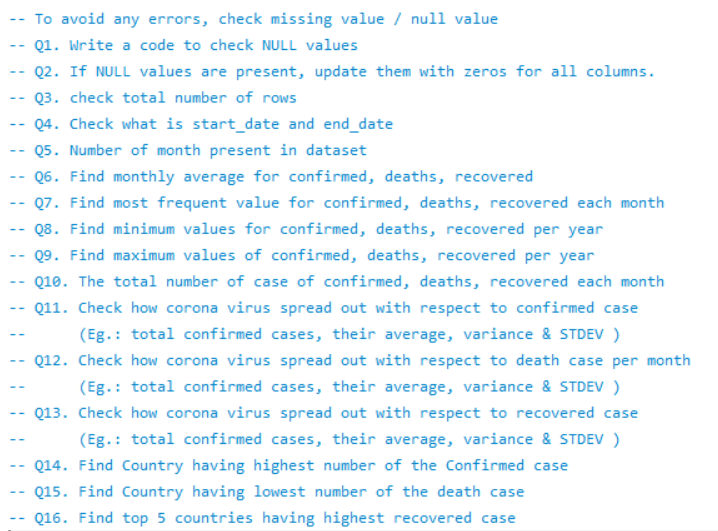 -- To avoid any errors, check missing value / null value
-- Q1. Write a code to check NULL values
-- Q2. If NULL values are present, update them with zeros for all columns.
-- Q3. check total number of rows
-- Q4. Check what is start_date and end_date
-- Q5. Number of month present in dataset
-- Q6. Find monthly average for confirmed, deaths, recovered
-- Q7. Find most frequent value for confirmed, deaths, recovered each month
-- Q8. Find minimum values for confirmed, deaths, recovered per year
-- Q9. Find maximum values of confirmed, deaths, recovered per year
-- Q10. The total number of case of confirmed, deaths, recovered each month
-- Q11. Check how corona virus spread out with respect to confirmed case
--      (Eg.: total confirmed cases, their average, variance & STDEV )
-- Q12. Check how corona virus spread out with respect to death case per month
--      (Eg.: total confirmed cases, their average, variance & STDEV )
-- Q13. Check how corona virus spread out with respect to recovered case
--      (Eg.: total confirmed cases, their average, variance & STDEV )
-- Q14. Find Country having highest number of the Confirmed case
-- Q15. Find Country having lowest number of the death case
-- Q16. Find top 5 countries having highest recovered case